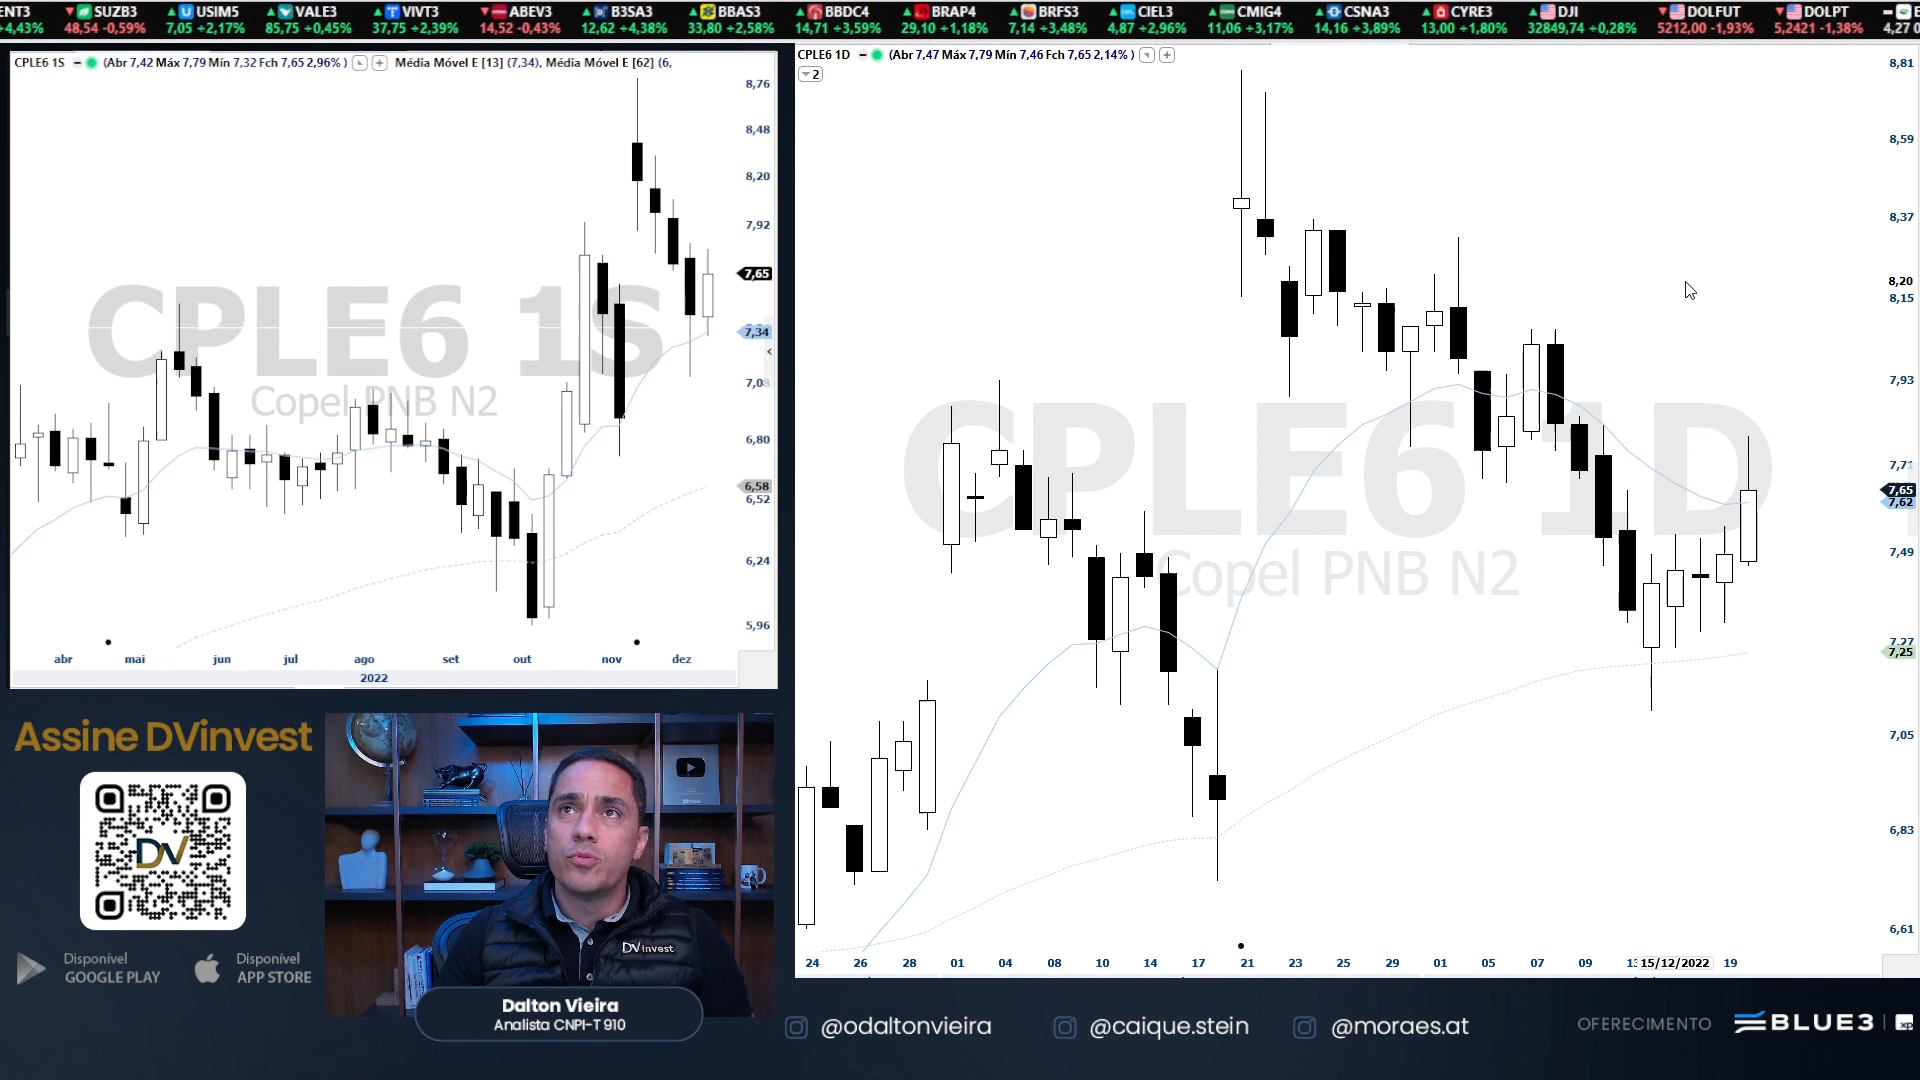 ENT3 SUZB3 USIM5 VALE3 VIVT3 ABEV3 B3SA3 BBAS3 BBDC4 BRAP4 BRFS3 CIEL3 CMIG4 CSNA3 CYRE3 DJI DOLFUT DOLPT
+4,43% 48,54 -0,59% 7,05 +2,17% 85,75 +0,45% 37,75 +2,39% 14,52 -0,43% 12,62 +4,38% 33,80 +2,58% 14,71 +3,59% 29,10 +1,18% 7,14 +3,48% 4,87 +2,96% 11,06 +3,17% 14,16 +3,89% 13,00 +1,80% 32849,74 +0,28% 5212,00 -1,93% 5,2421 -1,38% 4,27 0
CPLE6 1S (Abr 7,42 Máx 7,79 Mín 7,32 Fch 7,65 2,96% ) Média Móvel E [13] (7,34), Média Móvel E [62] (6,
8,76
8,48
8,20
7,92
7,65
7,34
7,08
6,80
6,58
6,52
6,24
5,96
CPLE6 1S
Copel PNB N2
abr mai jun jul ago set out nov dez
2022
CPLE6 1D (Abr 7,47 Máx 7,79 Mín 7,46 Fch 7,65 2,14% )
2
8,81
8,59
8,37
8,20
8,15
7,93
7,71
7,65
7,62
7,49
7,27
7,25
7,05
6,83
6,61
CPLE6 1D
Copel PNB N2
24 26 28 01 04 08 10 14 17 21 23 25 29 01 05 07 09 13 15/12/2022 19
Assine DVinvest
DV
Disponível
GOOGLE PLAY
Disponível
APP STORE
DVinvest
Dalton Vieira
Analista CNPI-T 910
@odaltonvieira
@caique.stein
@moraes.at
OFERECIMENTO
BLUE3
xp